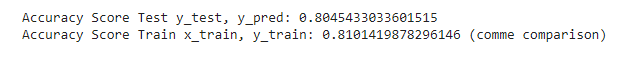 Accuracy Score Test y_test, y_pred: 0.8045433033601515
Accuracy Score Train x_train, y_train: 0.8101419878296146 (comme comparison)